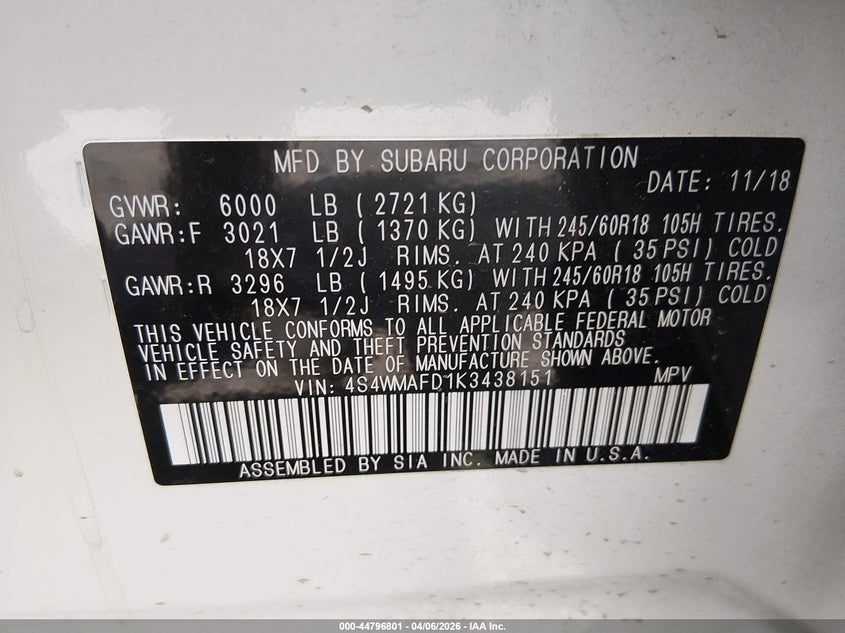 MFD BY SUBARU CORPORATION
DATE: 11/18
GVWR: 6000 LB ( 2721 KG)
GAWR:F 3021 LB ( 1370 KG) WITH 245/60R18 105H TIRES.
18X7 1/2J RIMS. AT 240 KPA ( 35 PSI) COLD
GAWR:R 3296 LB ( 1495 KG) WITH 245/60R18 105H TIRES.
18X7 1/2J RIMS. AT 240 KPA ( 35 PSI) COLD
THIS VEHICLE CONFORMS TO ALL APPLICABLE FEDERAL MOTOR
VEHICLE SAFETY AND THEFT PREVENTION STANDARDS
IN EFFECT ON THE DATE OF MANUFACTURE SHOWN ABOVE.
VIN: 4S4WMAFD1K3438151 MPV
ASSEMBLED BY SIA INC. MADE IN U.S.A.
000-44796801 - 04/06/2026 - IAA Inc.